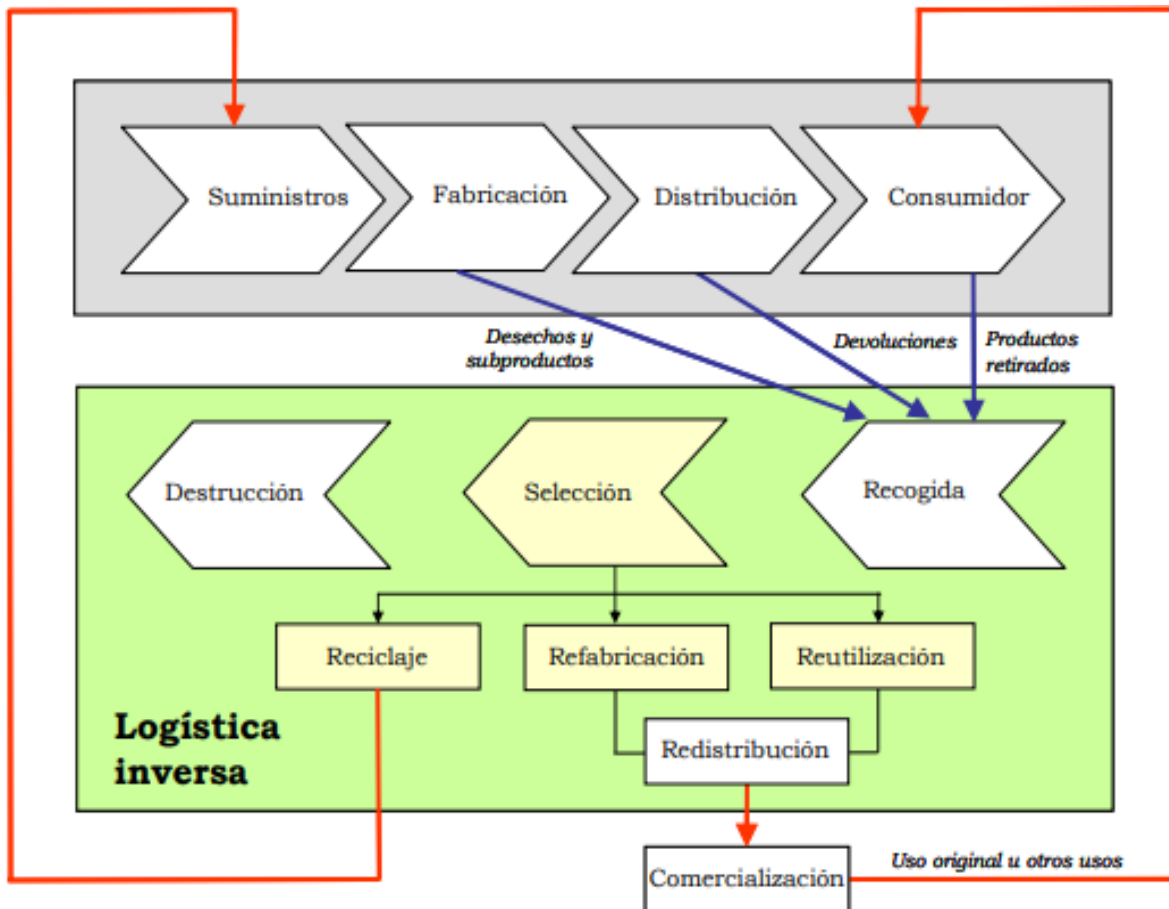 Suministros
Fabricación
Distribución
Consumidor
Desechos y
subproductos
Devoluciones
Productos
retirados
Destrucción
Selección
Recogida
Reciclaje
Refabricación
Reutilización
Logística
inversa
Redistribución
Comercialización
Uso original u otros usos